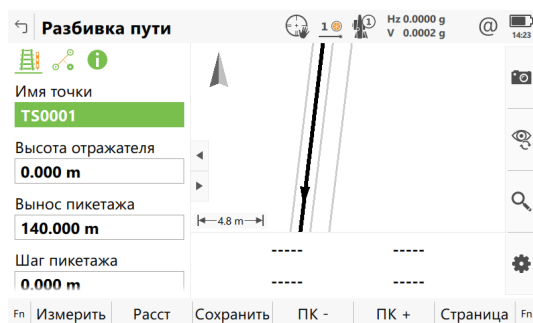 Разбивка пути
1
1
Hz 0.0000 g
V 0.0002 g
@
14:23
Имя точки
TS0001
Высота отражателя
0.000 m
Вынос пикетажа
140.000 m
Шаг пикетажа
0.000 m
4.8 m
----- -----
----- -----
Fn Измерить Расст Сохранить ПК - ПК + Страница Fn